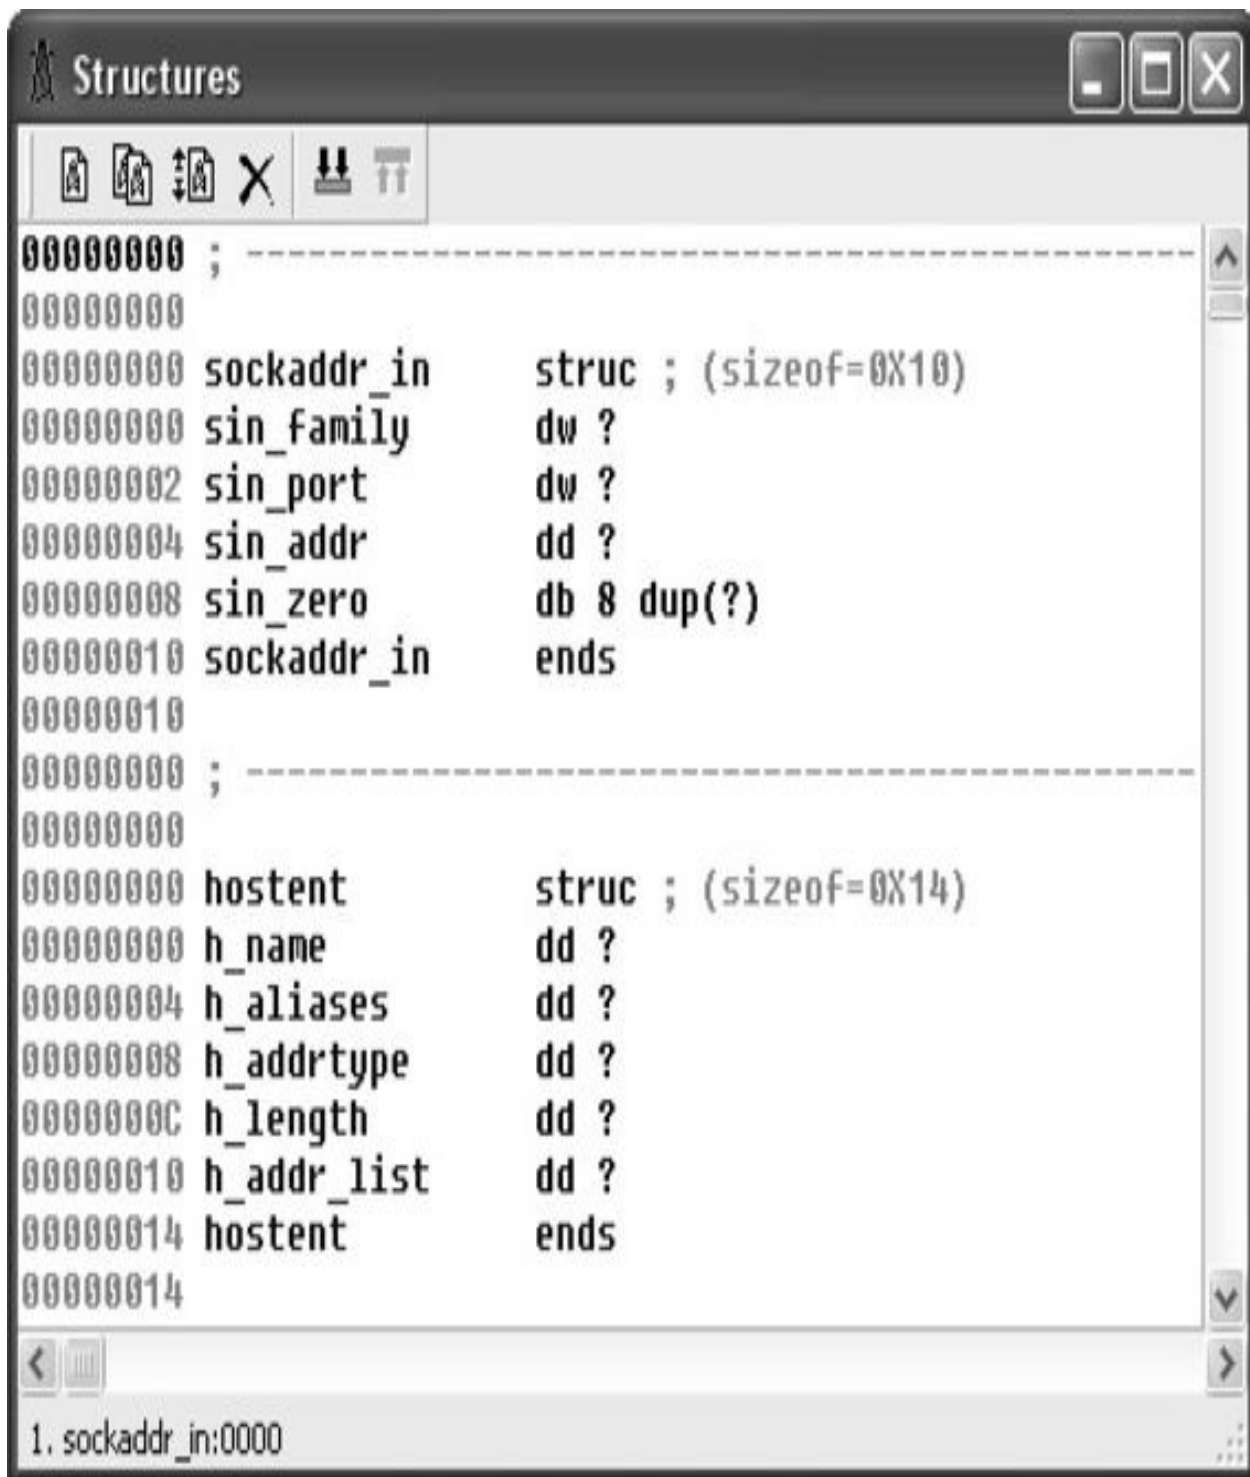 Structures
00000000 ; ----------------------------------------------
00000000
00000000 sockaddr_in struc ; (sizeof=0X10)
00000000 sin_family dw ?
00000002 sin_port dw ?
00000004 sin_addr dd ?
00000008 sin_zero db 8 dup(?)
00000010 sockaddr_in ends
00000010
00000000 ; ----------------------------------------------
00000000
00000000 hostent struc ; (sizeof=0X14)
00000000 h_name dd ?
00000004 h_aliases dd ?
00000008 h_addrtype dd ?
0000000C h_length dd ?
00000010 h_addr_list dd ?
00000014 hostent ends
00000014
1. sockaddr_in:0000